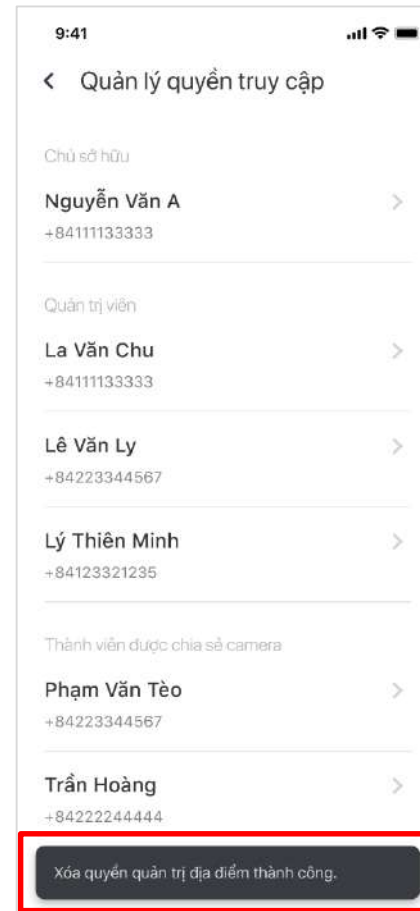 9:41
Quản lý quyền truy cập
Chủ sở hữu
Nguyễn Văn A
+84111133333
Quản trị viên
La Văn Chu
+84111133333
Lê Văn Ly
+84223344567
Lý Thiên Minh
+84123321235
Thành viên được chia sẻ camera
Phạm Văn Tèo
+84223344567
Trần Hoàng
+84222244444
Xóa quyền quản trị địa điểm thành công.